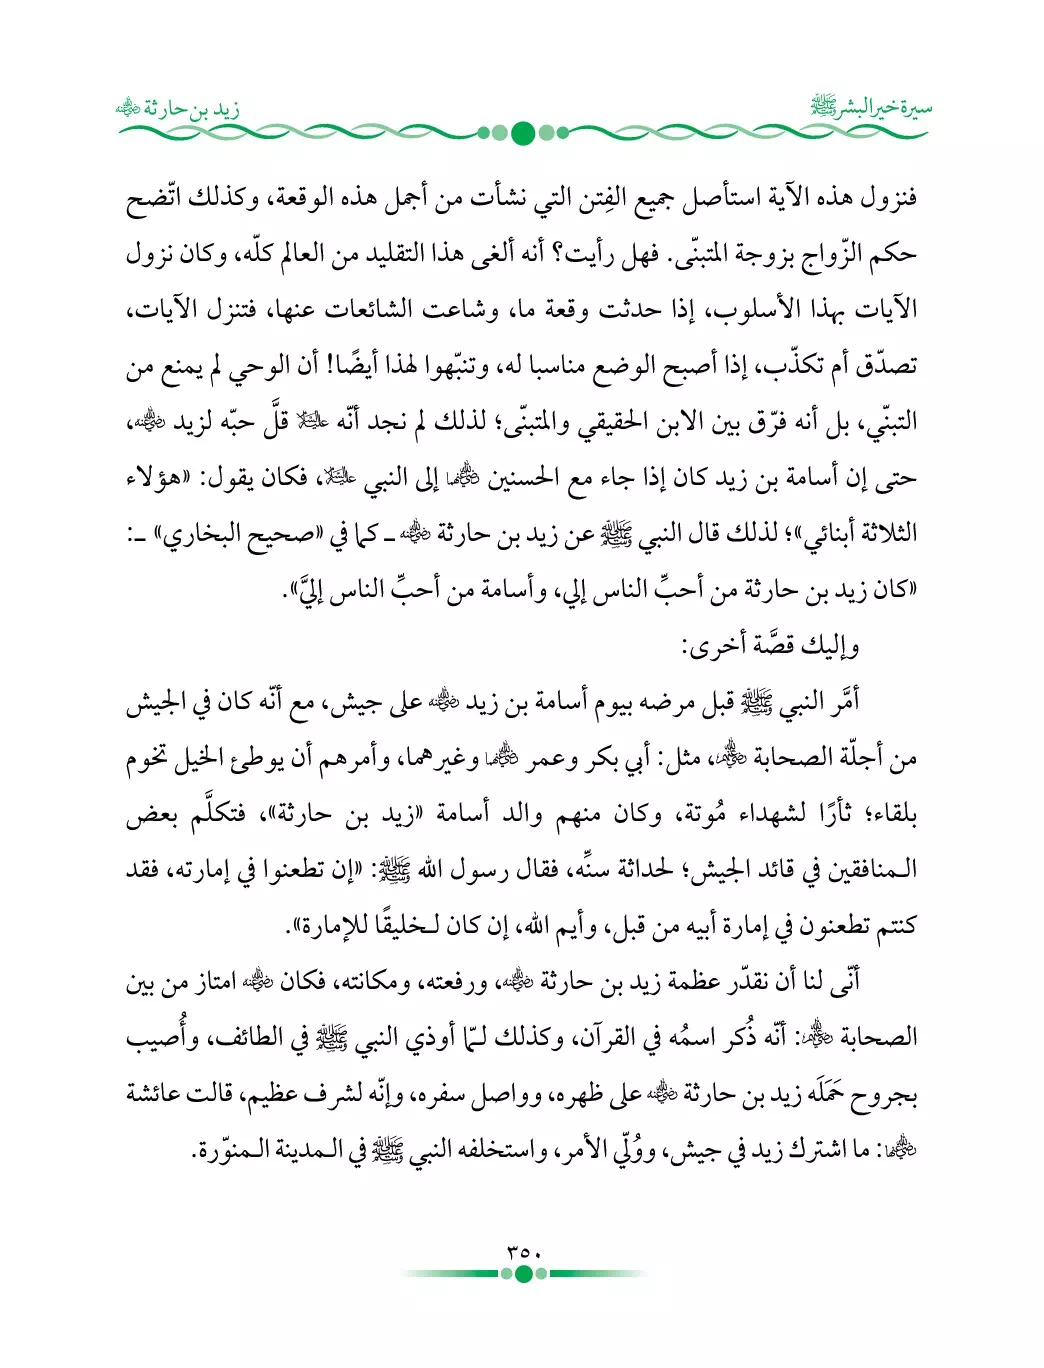 سيرة خير البشر ﷺ
زيد بن حارثة رضي الله عنه
فنزول هذه الآية استأصل جميع الفِتن التي نشأت من أجمل هذه الوقعة، وكذلك اتّضح
حكم الزّواج بزوجة المتبنّى. فهل رأيت؟ أنه ألغى هذا التقليد من العالم كلّه، وكان نزول
الآيات بهذا الأسلوب، إذا حدثت وقعة ما، وشاعت الشائعات عنها، فتنزل الآيات،
تصدّق أم تكذّب، إذا أصبح الوضع مناسبا له، وتنبّهوا لهذا أيضًا! أن الوحي لم يمنع من
التبنّي، بل أنه فرّق بين الابن الحقيقي والمتبنّى؛ لذلك لم نجد أنّه عليه السلام قلَّ حبّه لزيد رضي الله عنه،
حتى إن أسامة بن زيد كان إذا جاء مع الحسنين رضي الله عنهما إلى النبي عليه السلام، فكان يقول: «هؤلاء
الثلاثة أبنائي»؛ لذلك قال النبي ﷺ عن زيد بن حارثة رضي الله عنه ـ كما في «صحيح البخاري» ـ:
«كان زيد بن حارثة من أحبِّ الناس إلي، وأسامة من أحبِّ الناس إليَّ».
وإليك قصَّة أخرى:
أمَّر النبي ﷺ قبل مرضه بيوم أسامة بن زيد رضي الله عنه على جيش، مع أنّه كان في الجيش
من أجلّة الصحابة رضي الله عنهم، مثل: أبي بكر وعمر رضي الله عنهما وغيرهما، وأمرهم أن يوطئ الخيل تخوم
بلقاء؛ ثأرًا لشهداء مُوتة، وكان منهم والد أسامة «زيد بن حارثة»، فتكلَّم بعض
المنافقين في قائد الجيش؛ لحداثة سنِّه، فقال رسول الله ﷺ: «إن تطعنوا في إمارته، فقد
كنتم تطعنون في إمارة أبيه من قبل، وأيم الله، إن كان لخليقًا للإمارة».
أنّى لنا أن نقدّر عظمة زيد بن حارثة رضي الله عنه، ورفعته، ومكانته، فكان رضي الله عنه امتاز من بين
الصحابة رضي الله عنهم: أنّه ذُكر اسمُه في القرآن، وكذلك لمّا أوذي النبي ﷺ في الطائف، وأُصيب
بجروح حَمَلَه زيد بن حارثة رضي الله عنه على ظهره، وواصل سفره، وإنّه لشرف عظيم، قالت عائشة
رضي الله عنها: ما اشترك زيد في جيش، ووُلّي الأمر، واستخلفه النبي ﷺ في المدينة المنوّرة.
٣٥٠